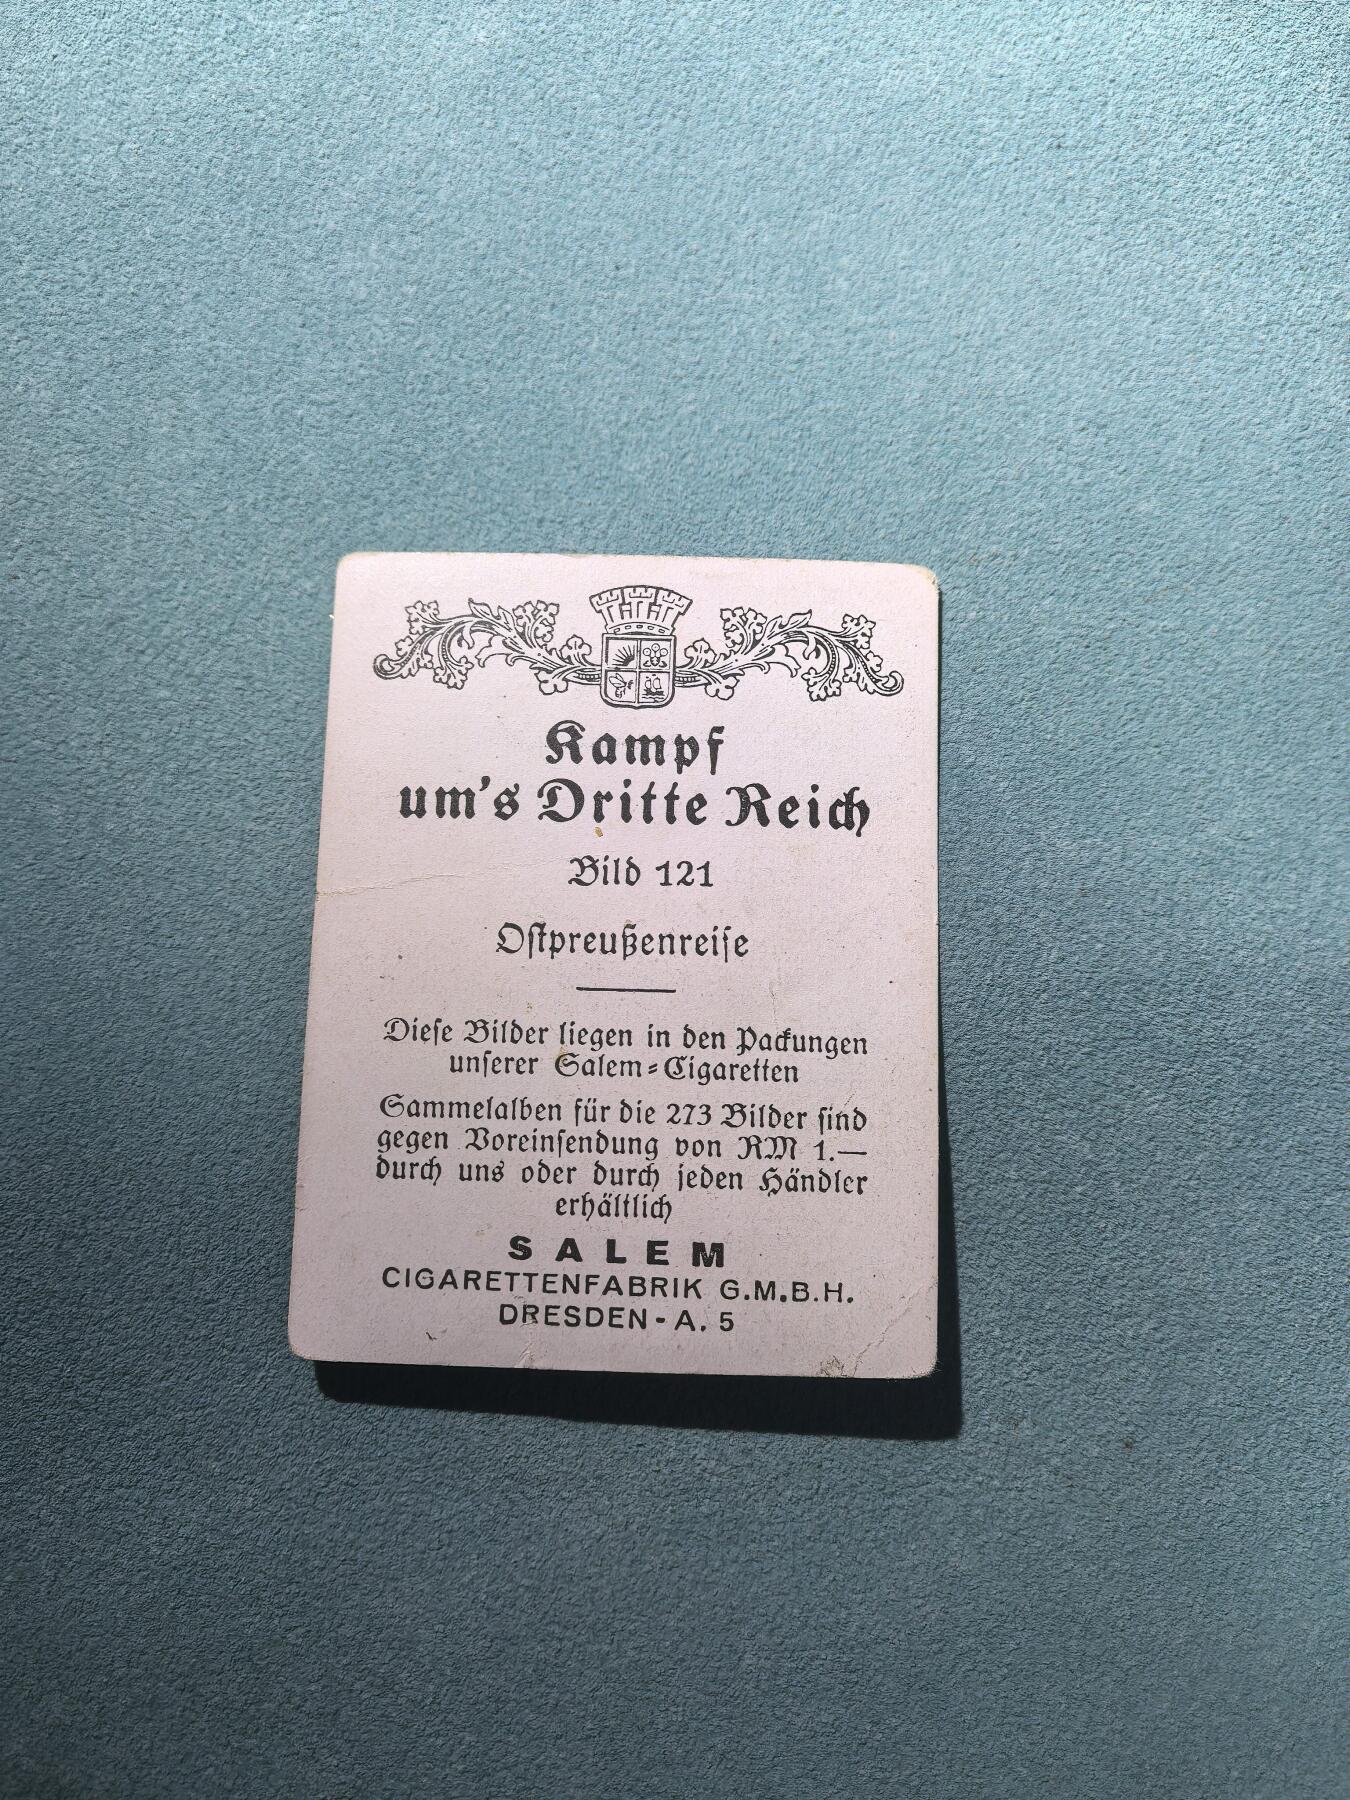 Kampf
um's Dritte Reich
Bild 121
Oſtpreußenreiſe
Dieſe Bilder liegen in den Packungen
unſerer Salem-Cigaretten
Sammelalben für die 273 Bilder ſind
gegen Voreinſendung von RM 1.—
durch uns oder durch jeden Händler
erhältlich
SALEM
CIGARETTENFABRIK G.M.B.H.
DRESDEN-A. 5